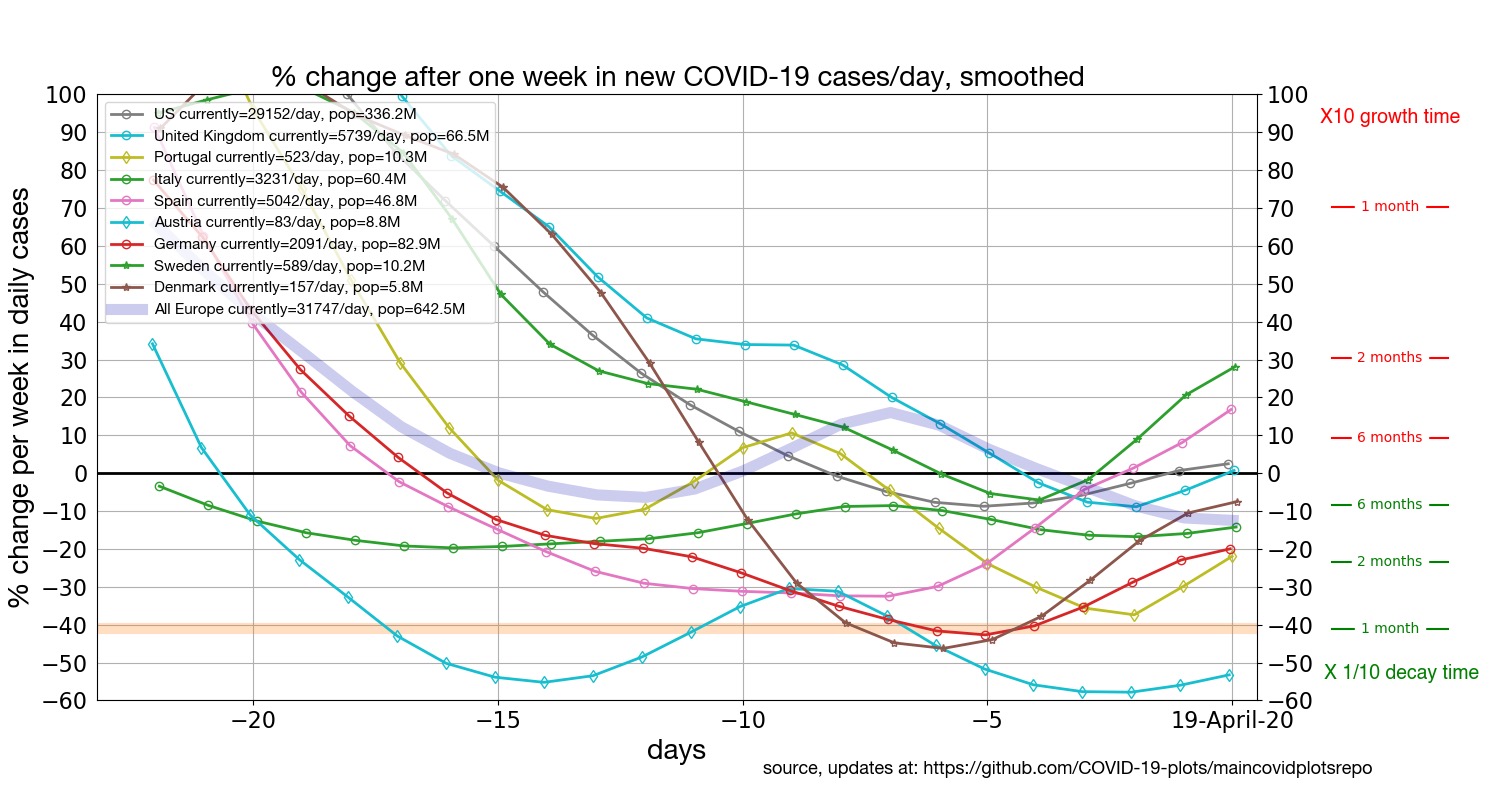 % change after one week in new COVID-19 cases/day, smoothed
% change per week in daily cases
100
90
80
70
60
50
40
30
20
10
0
−10
−20
−30
−40
−50
−60
US currently=29152/day, pop=336.2M
United Kingdom currently=5739/day, pop=66.5M
Portugal currently=523/day, pop=10.3M
Italy currently=3231/day, pop=60.4M
Spain currently=5042/day, pop=46.8M
Austria currently=83/day, pop=8.8M
Germany currently=2091/day, pop=82.9M
Sweden currently=589/day, pop=10.2M
Denmark currently=157/day, pop=5.8M
All Europe currently=31747/day, pop=642.5M
100
90
80
70
60
50
40
30
20
10
0
−10
−20
−30
−40
−50
−60
X10 growth time
1 month
2 months
6 months
6 months
2 months
1 month
X 1/10 decay time
−20 −15 −10 −5 19-April-20
days
source, updates at: https://github.com/COVID-19-plots/maincovidplotsrepo